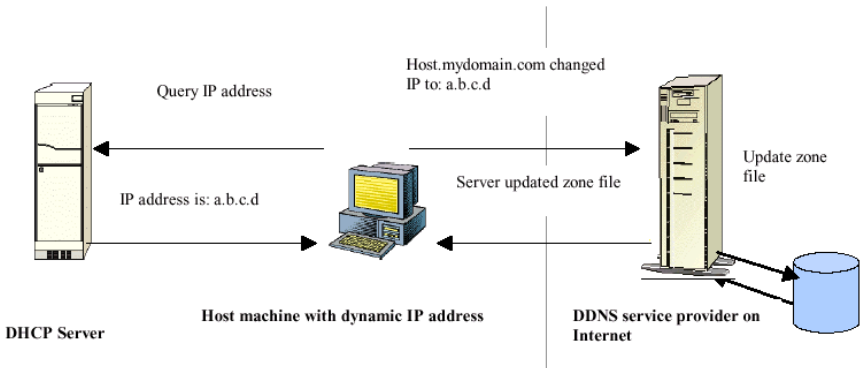 Host.mydomain.com changed
IP to: a.b.c.d
Query IP address
Update zone
file
IP address is: a.b.c.d
Server updated zone file
Host machine with dynamic IP address
DDNS service provider on
Internet
DHCP Server